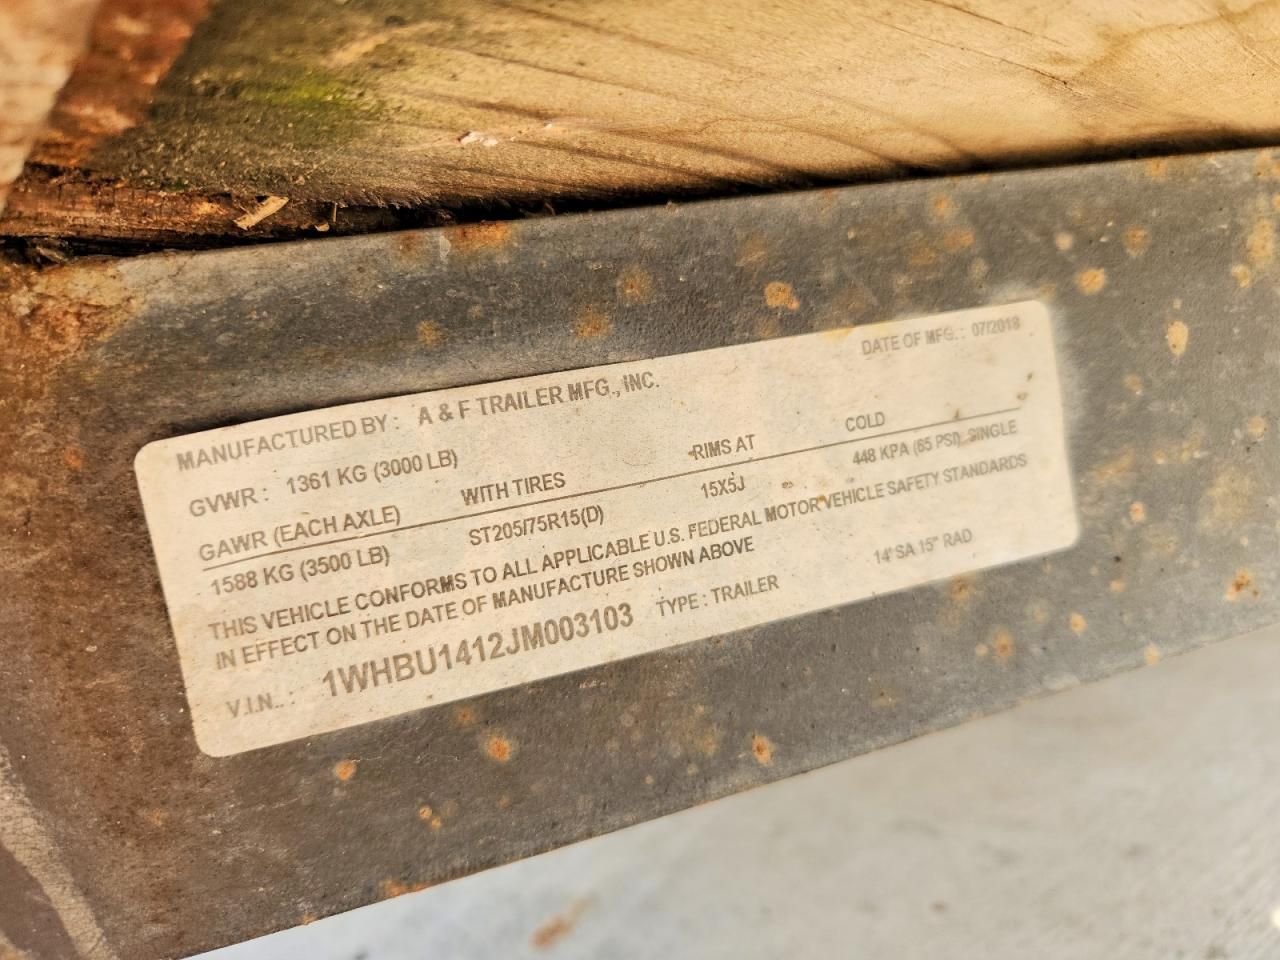 DATE OF MFG. : 07/2018
MANUFACTURED BY : A & F TRAILER MFG., INC.
GVWR : 1361 KG (3000 LB)
GAWR (EACH AXLE) WITH TIRES RIMS AT COLD
1588 KG (3500 LB) ST205/75R15(D) 15X5J 448 KPA (65 PSI) SINGLE
THIS VEHICLE CONFORMS TO ALL APPLICABLE U.S. FEDERAL MOTOR VEHICLE SAFETY STANDARDS
IN EFFECT ON THE DATE OF MANUFACTURE SHOWN ABOVE
V.I.N.. : 1WHBU1412JM003103 TYPE : TRAILER 14' SA 15" RAD